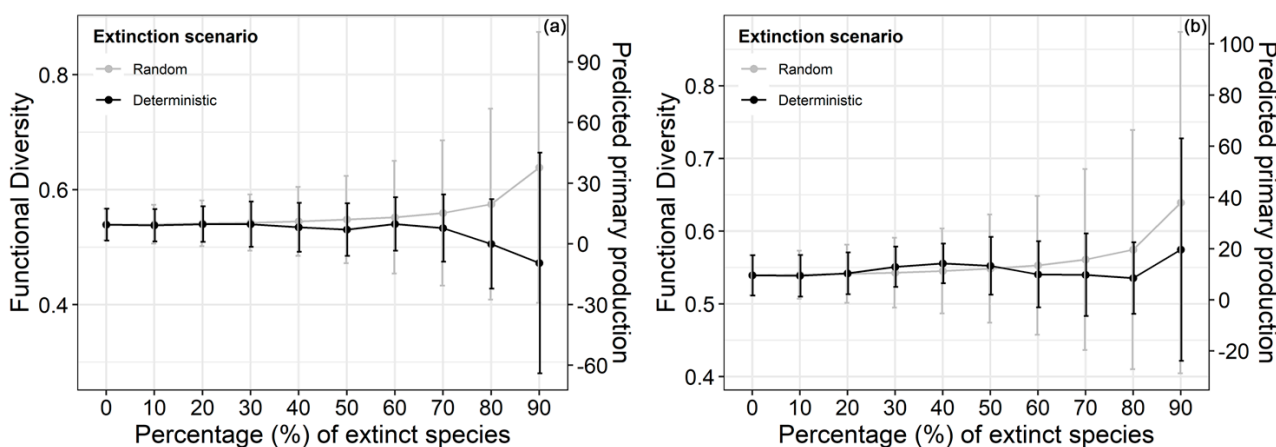 (a)
Extinction scenario
Random
Deterministic
Functional Diversity
0.8
0.6
0.4
90
60
30
0
-30
-60
Predicted primary production
0 10 20 30 40 50 60 70 80 90
Percentage (%) of extinct species
(b)
Extinction scenario
Random
Deterministic
Functional Diversity
0.8
0.7
0.6
0.5
0.4
100
80
60
40
20
0
-20
Predicted primary production
0 10 20 30 40 50 60 70 80 90
Percentage (%) of extinct species